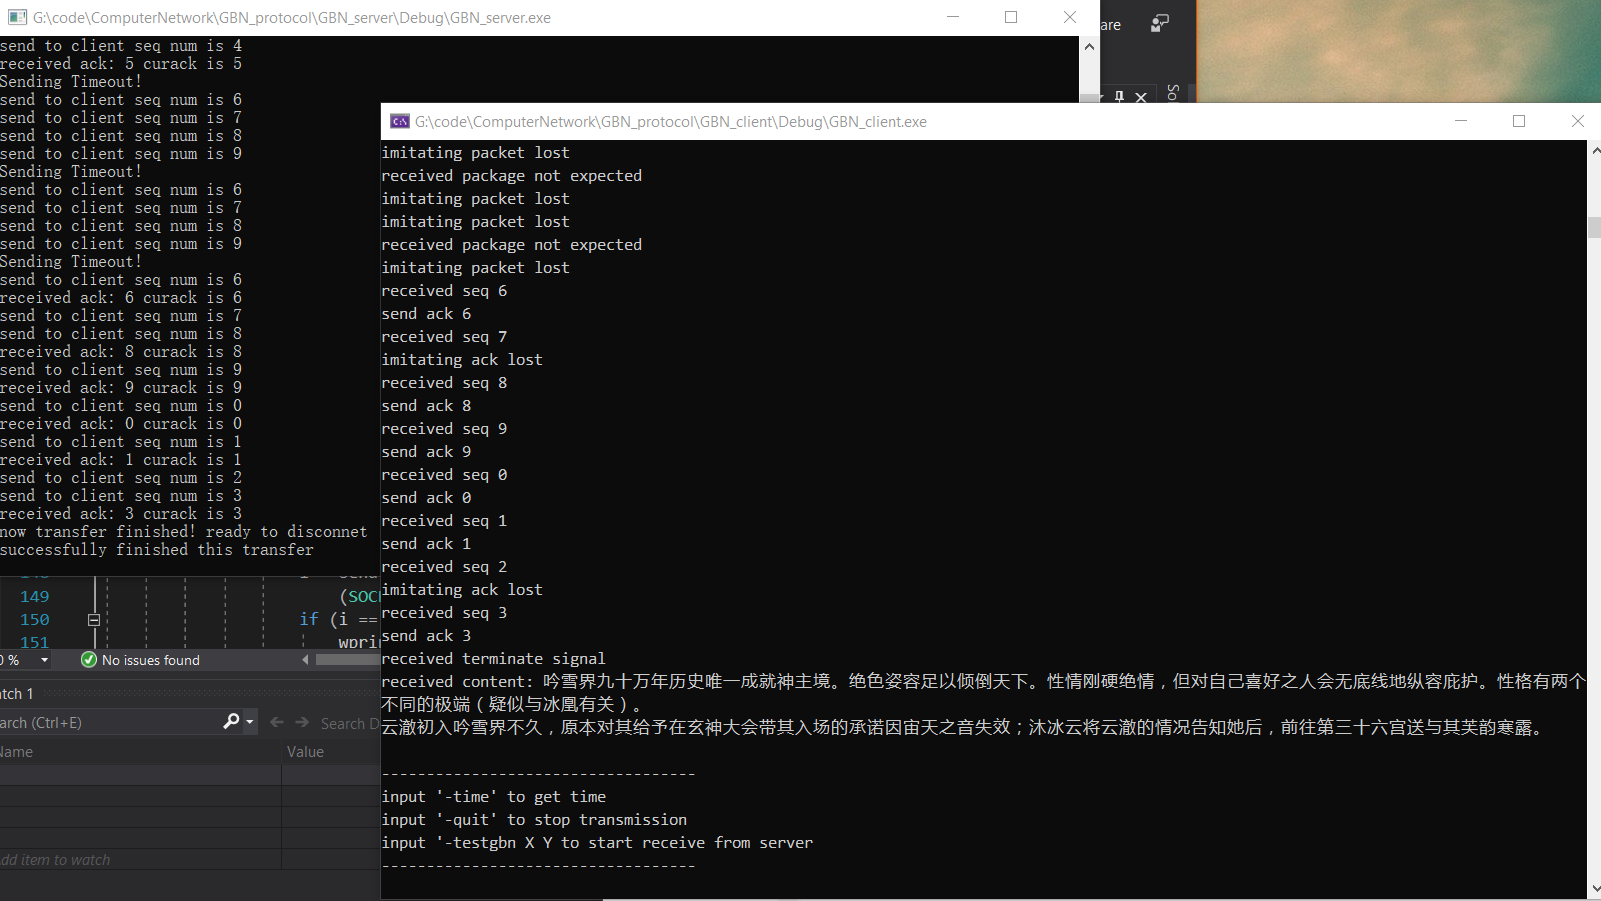 G:\code\ComputerNetwork\GBN_protocol\GBN_server\Debug\GBN_server.exe
send to client seq num is 4
received ack: 5 curack is 5
Sending Timeout!
send to client seq num is 6
send to client seq num is 7
send to client seq num is 8
send to client seq num is 9
Sending Timeout!
send to client seq num is 6
send to client seq num is 7
send to client seq num is 8
send to client seq num is 9
Sending Timeout!
send to client seq num is 6
received ack: 6 curack is 6
send to client seq num is 7
send to client seq num is 8
received ack: 8 curack is 8
send to client seq num is 9
received ack: 9 curack is 9
send to client seq num is 0
received ack: 0 curack is 0
send to client seq num is 1
received ack: 1 curack is 1
send to client seq num is 2
send to client seq num is 3
received ack: 3 curack is 3
now transfer finished! ready to disconnet
successfully finished this transfer
are
So
G:\code\ComputerNetwork\GBN_protocol\GBN_client\Debug\GBN_client.exe
imitating packet lost
received package not expected
imitating packet lost
imitating packet lost
received package not expected
imitating packet lost
received seq 6
send ack 6
received seq 7
imitating ack lost
received seq 8
send ack 8
received seq 9
send ack 9
received seq 0
send ack 0
received seq 1
send ack 1
received seq 2
imitating ack lost
received seq 3
send ack 3
received terminate signal
received content: 吟雪界九十万年历史唯一成就神主境。绝色姿容足以倾倒天下。性情刚硬绝情，但对自己喜好之人会无底线地纵容庇护。性格有两个
不同的极端（疑似与冰凰有关）。
云澈初入吟雪界不久，原本对其给予在玄神大会带其入场的承诺因宙天之音失效；沐冰云将云澈的情况告知她后，前往第三十六宫送与其芙韵寒露。
----------------------------------
input '-time' to get time
input '-quit' to stop transmission
input '-testgbn X Y to start receive from server
----------------------------------
149 (SOC
150 if (i ==
151 wpri
0 % No issues found
atch 1
arch (Ctrl+E) Search D
Name Value
Add item to watch